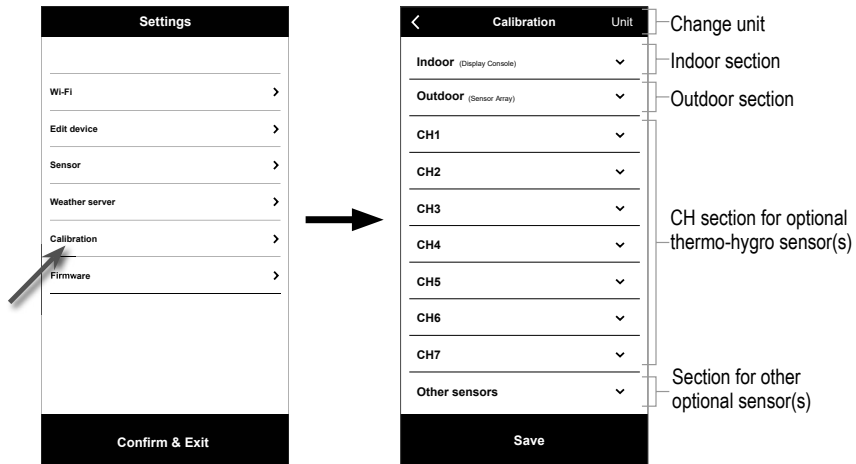 Settings
Wi-Fi
Edit device
Sensor
Weather server
Calibration
Firmware
Confirm & Exit
Calibration Unit
Indoor (Display Console)
Outdoor (Sensor Array)
CH1
CH2
CH3
CH4
CH5
CH6
CH7
Other sensors
Save
Change unit
Indoor section
Outdoor section
CH section for optional
thermo-hygro sensor(s)
Section for other
optional sensor(s)